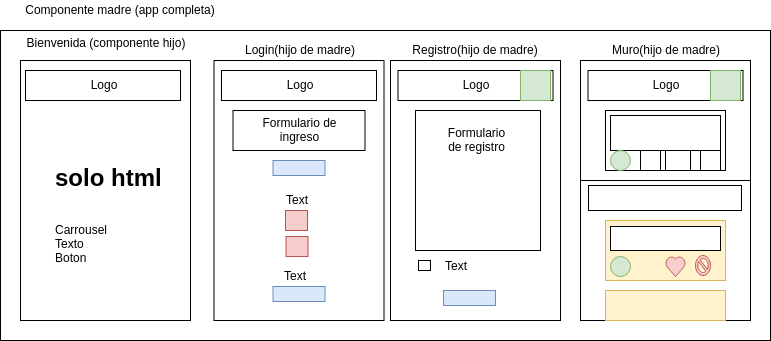 Componente madre (app completa)
Bienvenida (componente hijo)
Logo
solo html
Carrousel
Texto
Boton
Login(hijo de madre)
Logo
Formulario de
ingreso
Text
Text
Registro(hijo de madre)
Logo
Formulario
de registro
Text
Muro(hijo de madre)
Logo